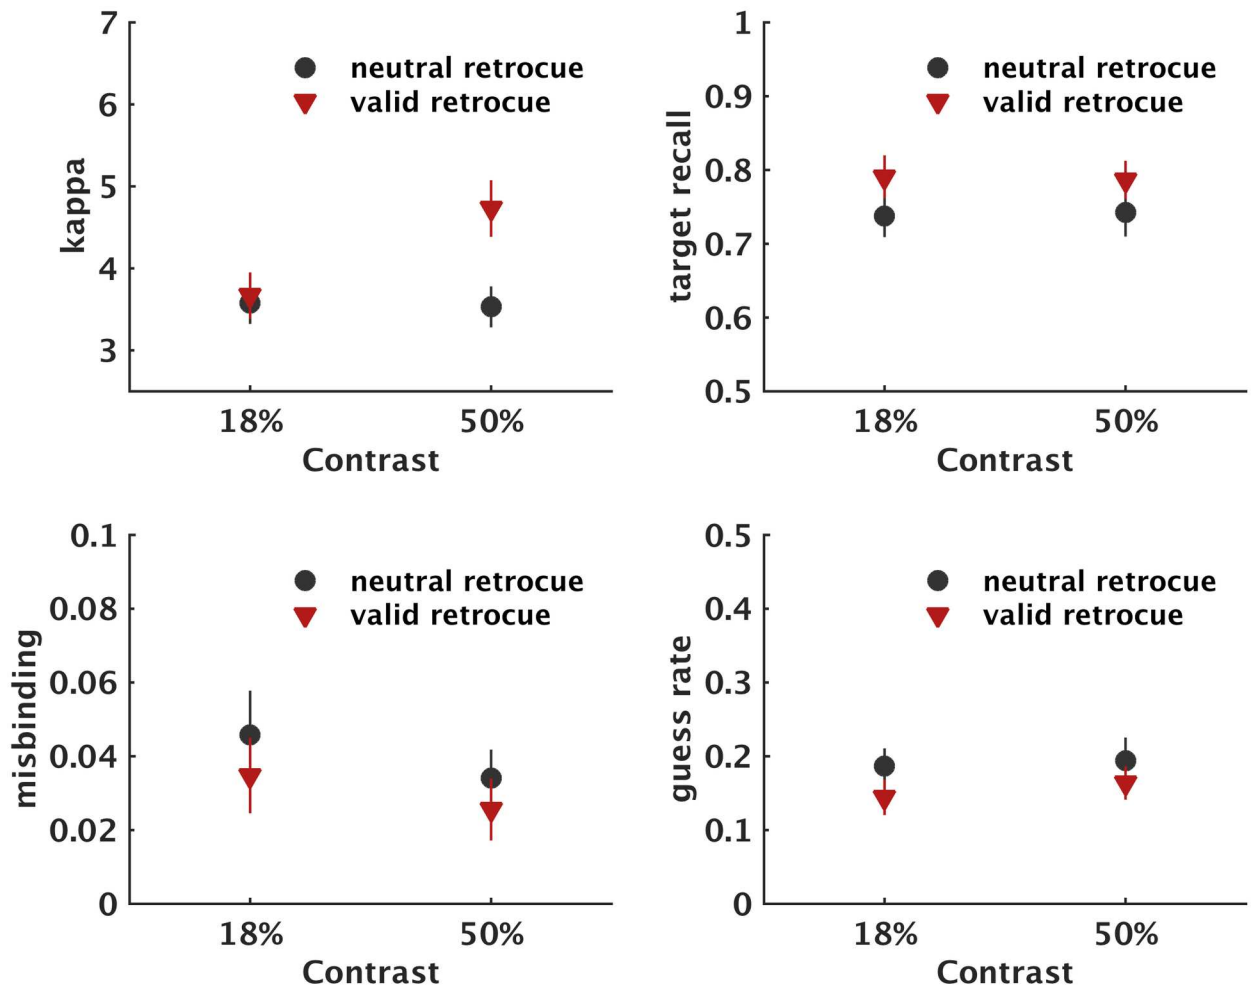 7
6
5
4
3
kappa
neutral retrocue
valid retrocue
18%
50%
Contrast
1
0.9
0.8
0.7
0.6
0.5
target recall
neutral retrocue
valid retrocue
18%
50%
Contrast
0.1
0.08
0.06
0.04
0.02
0
misbinding
neutral retrocue
valid retrocue
18%
50%
Contrast
0.5
0.4
0.3
0.2
0.1
0
guess rate
neutral retrocue
valid retrocue
18%
50%
Contrast